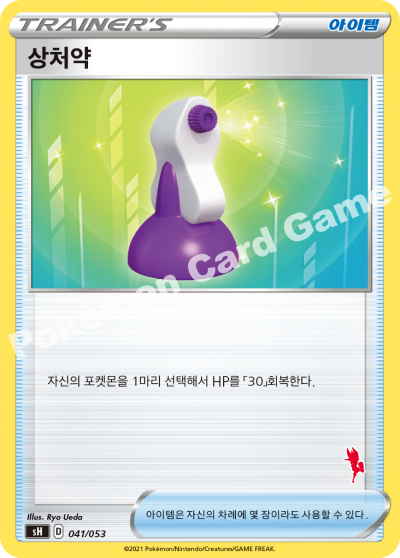 TRAINER'S
아이템
상처약
Pokémon Card Game
자신의 포켓몬을 1마리 선택해서 HP를 「30」회복한다.
Illus. Ryo Ueda
sH D 041/053
아이템은 자신의 차례에 몇 장이라도 사용할 수 있다.
©2021 Pokémon/Nintendo/Creatures/GAME FREAK.